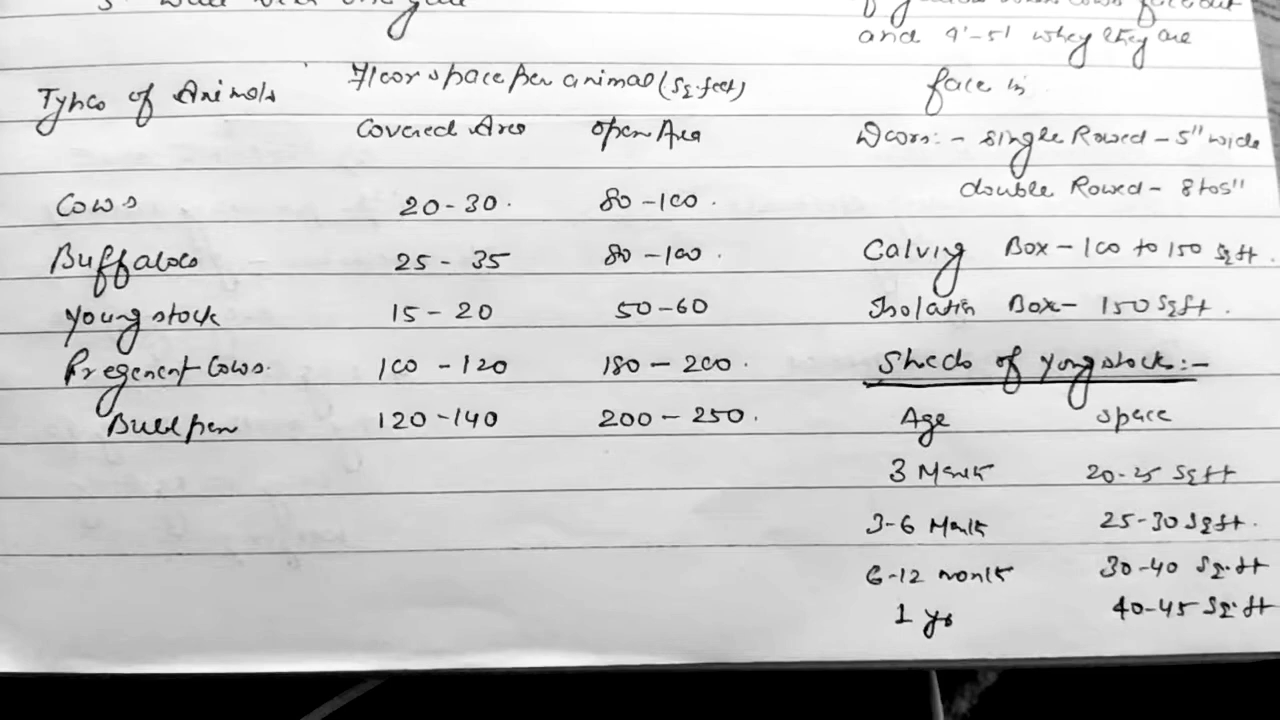 and 4'-5' whey they are
face in
Types of Animals
Floor space per animal (Sq. feet)
Covered Area open Area
Cows 20-30. 80-100.
Buffaloes 25-35 80-100.
Young stock 15-20 50-60
Pregenent Cows. 100-120 180-200.
Bull pen 120-140 200-250.
Doors:- Single Rowed - 5" wide
double Rowed - 8 to 5"
Calving Box - 100 to 150 Sq ft.
Isolatin Box - 150 Sq ft.
Sheds of young stock:-
Age Space
3 Month 20-25 Sq ft
3-6 Month 25-30 Sq ft.
6-12 month 30-40 Sq. ft
1 yr 40-45 Sq. ft